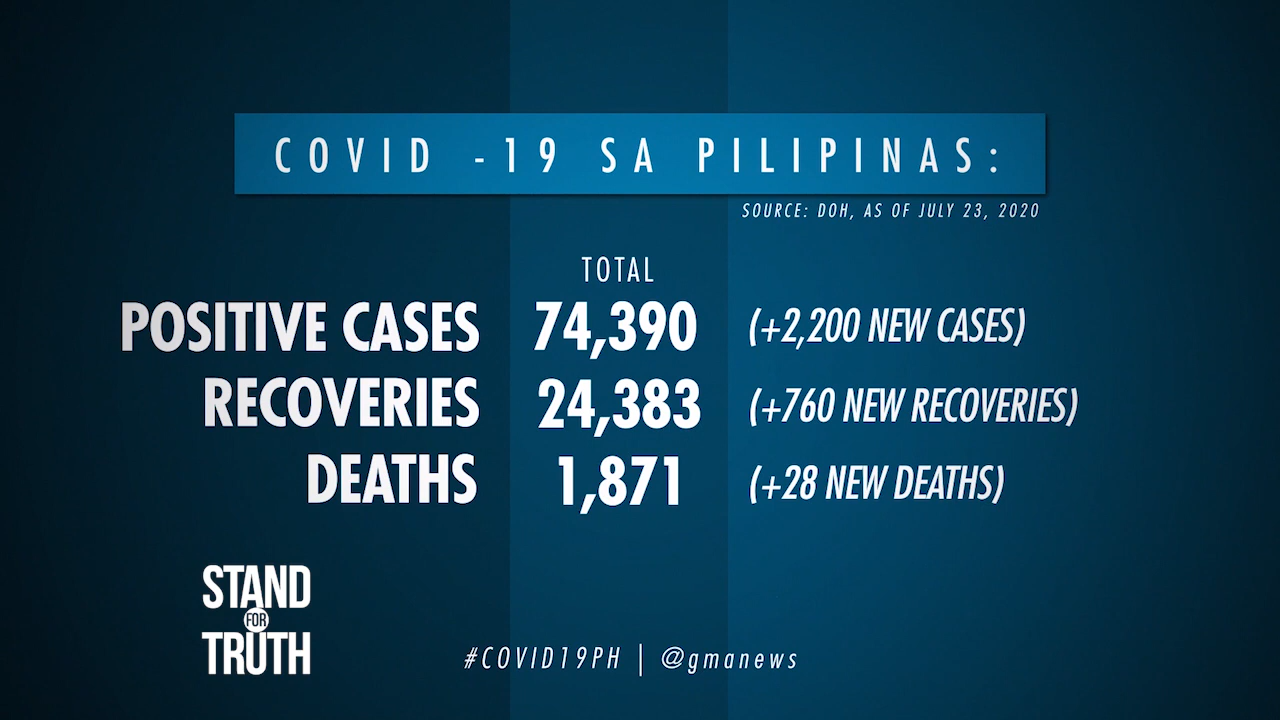 COVID -19 SA PILIPINAS:
SOURCE: DOH, AS OF JULY 23, 2020
TOTAL
POSITIVE CASES 74,390 (+2,200 NEW CASES)
RECOVERIES 24,383 (+760 NEW RECOVERIES)
DEATHS 1,871 (+28 NEW DEATHS)
STAND
FOR
TRUTH
#COVID19PH | @gmanews